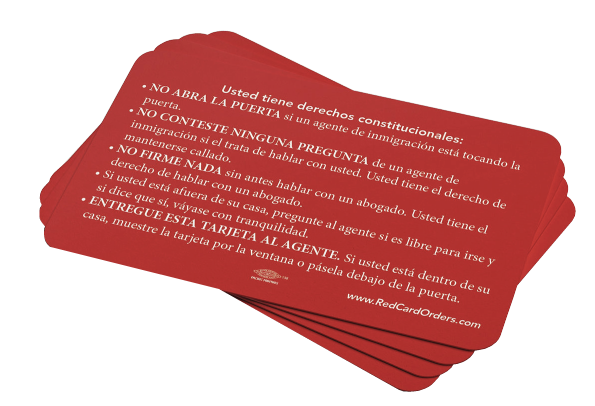 Usted tiene derechos constitucionales:
• NO ABRA LA PUERTA si un agente de inmigración está tocando la
puerta.
• NO CONTESTE NINGUNA PREGUNTA de un agente de
inmigración si el trata de hablar con usted. Usted tiene el derecho de
mantenerse callado.
• NO FIRME NADA sin antes hablar con un abogado. Usted tiene el
derecho de hablar con un abogado.
• Si usted está afuera de su casa, pregunte al agente si es libre para irse y
si dice que sí, váyase con tranquilidad.
• ENTREGUE ESTA TARJETA AL AGENTE. Si usted está dentro de su
casa, muestre la tarjeta por la ventana o pásela debajo de la puerta.
www.RedCardOrders.com